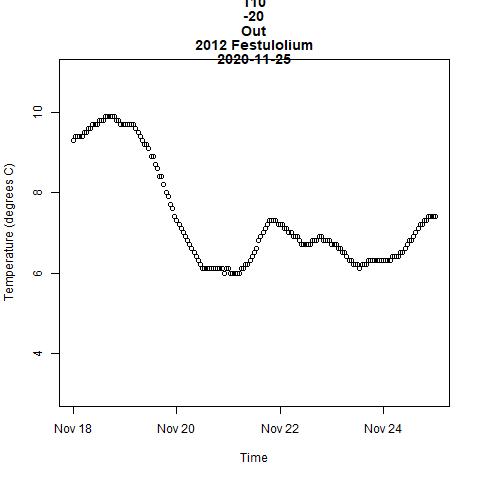 110
-20
Out
2012 Festulolium
2020-11-25
10
8
6
4
Temperature (degrees C)
Nov 18 Nov 20 Nov 22 Nov 24
Time